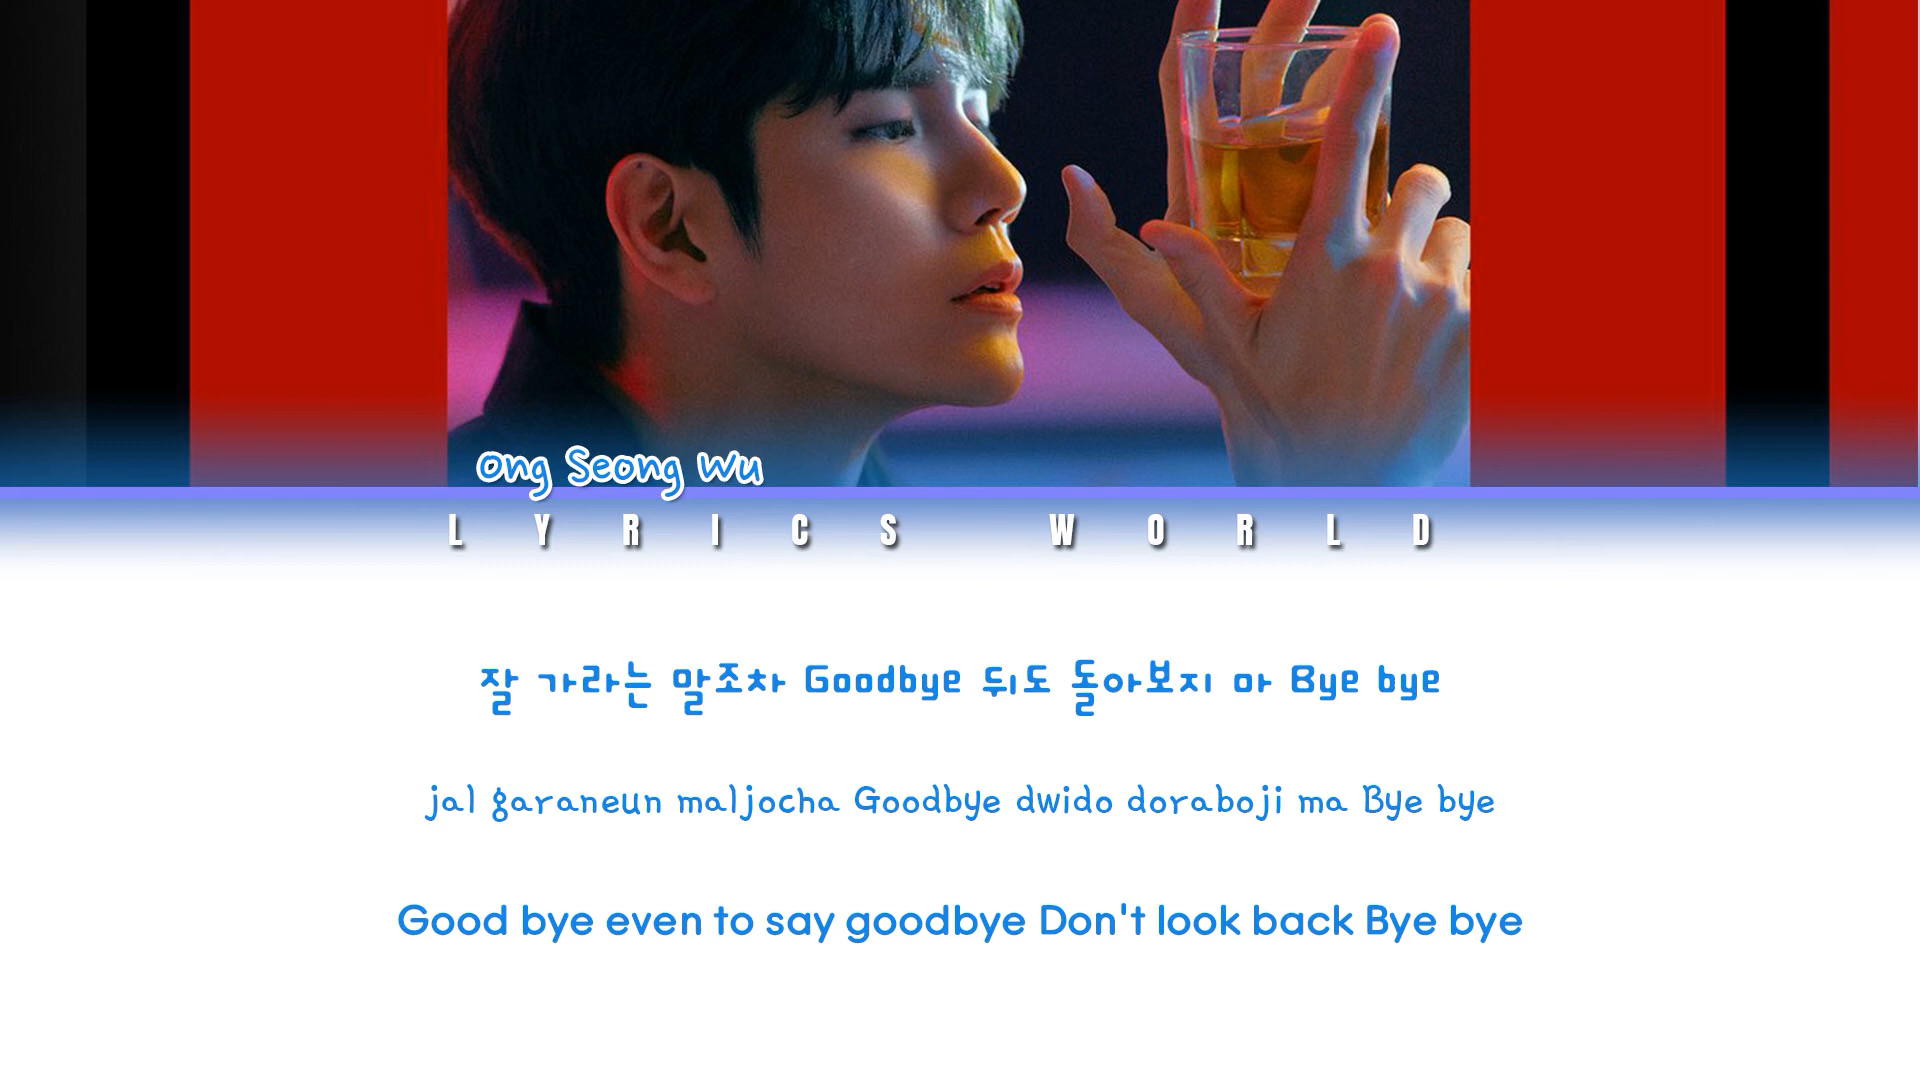 Ong Seong Wu
LYRICS WORLD
잘 가라는 말조차 Goodbye 뒤도 돌아보지 마 Bye bye
jal garaneun maljocha Goodbye dwido doraboji ma Bye bye
Good bye even to say goodbye Don't look back Bye bye